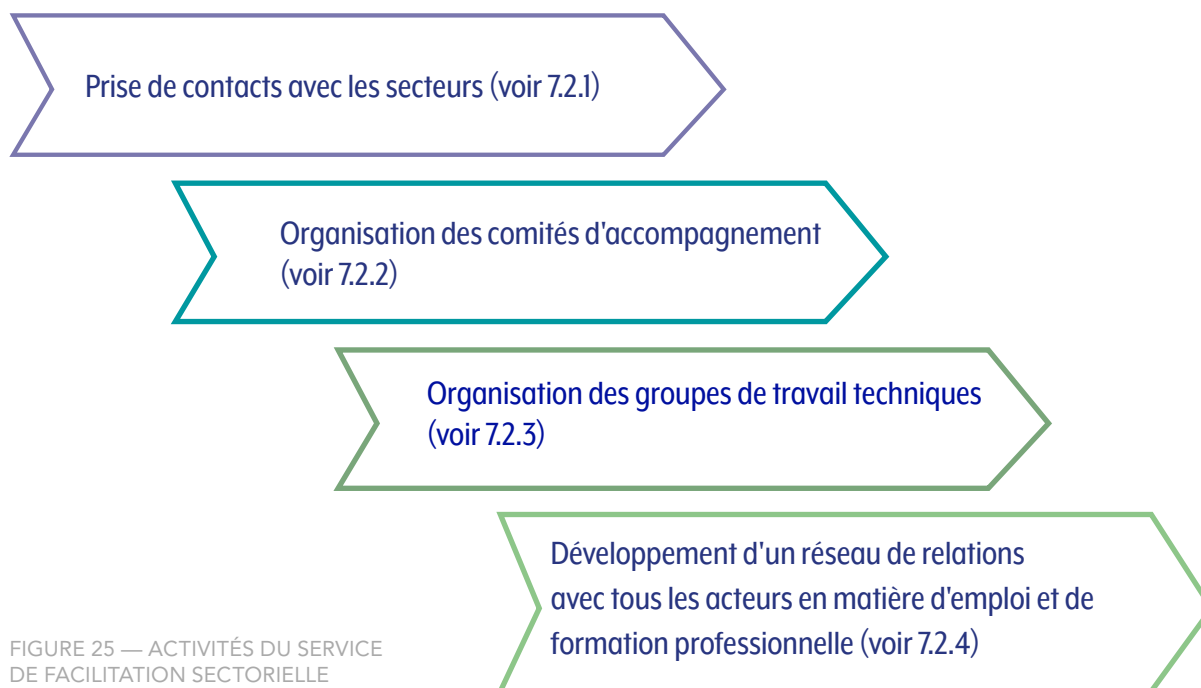 Prise de contacts avec les secteurs (voir 7.2.1)
Organisation des comités d'accompagnement
(voir 7.2.2)
Organisation des groupes de travail techniques
(voir 7.2.3)
Développement d'un réseau de relations
avec tous les acteurs en matière d'emploi et de
formation professionnelle (voir 7.2.4)
FIGURE 25 — ACTIVITÉS DU SERVICE
DE FACILITATION SECTORIELLE